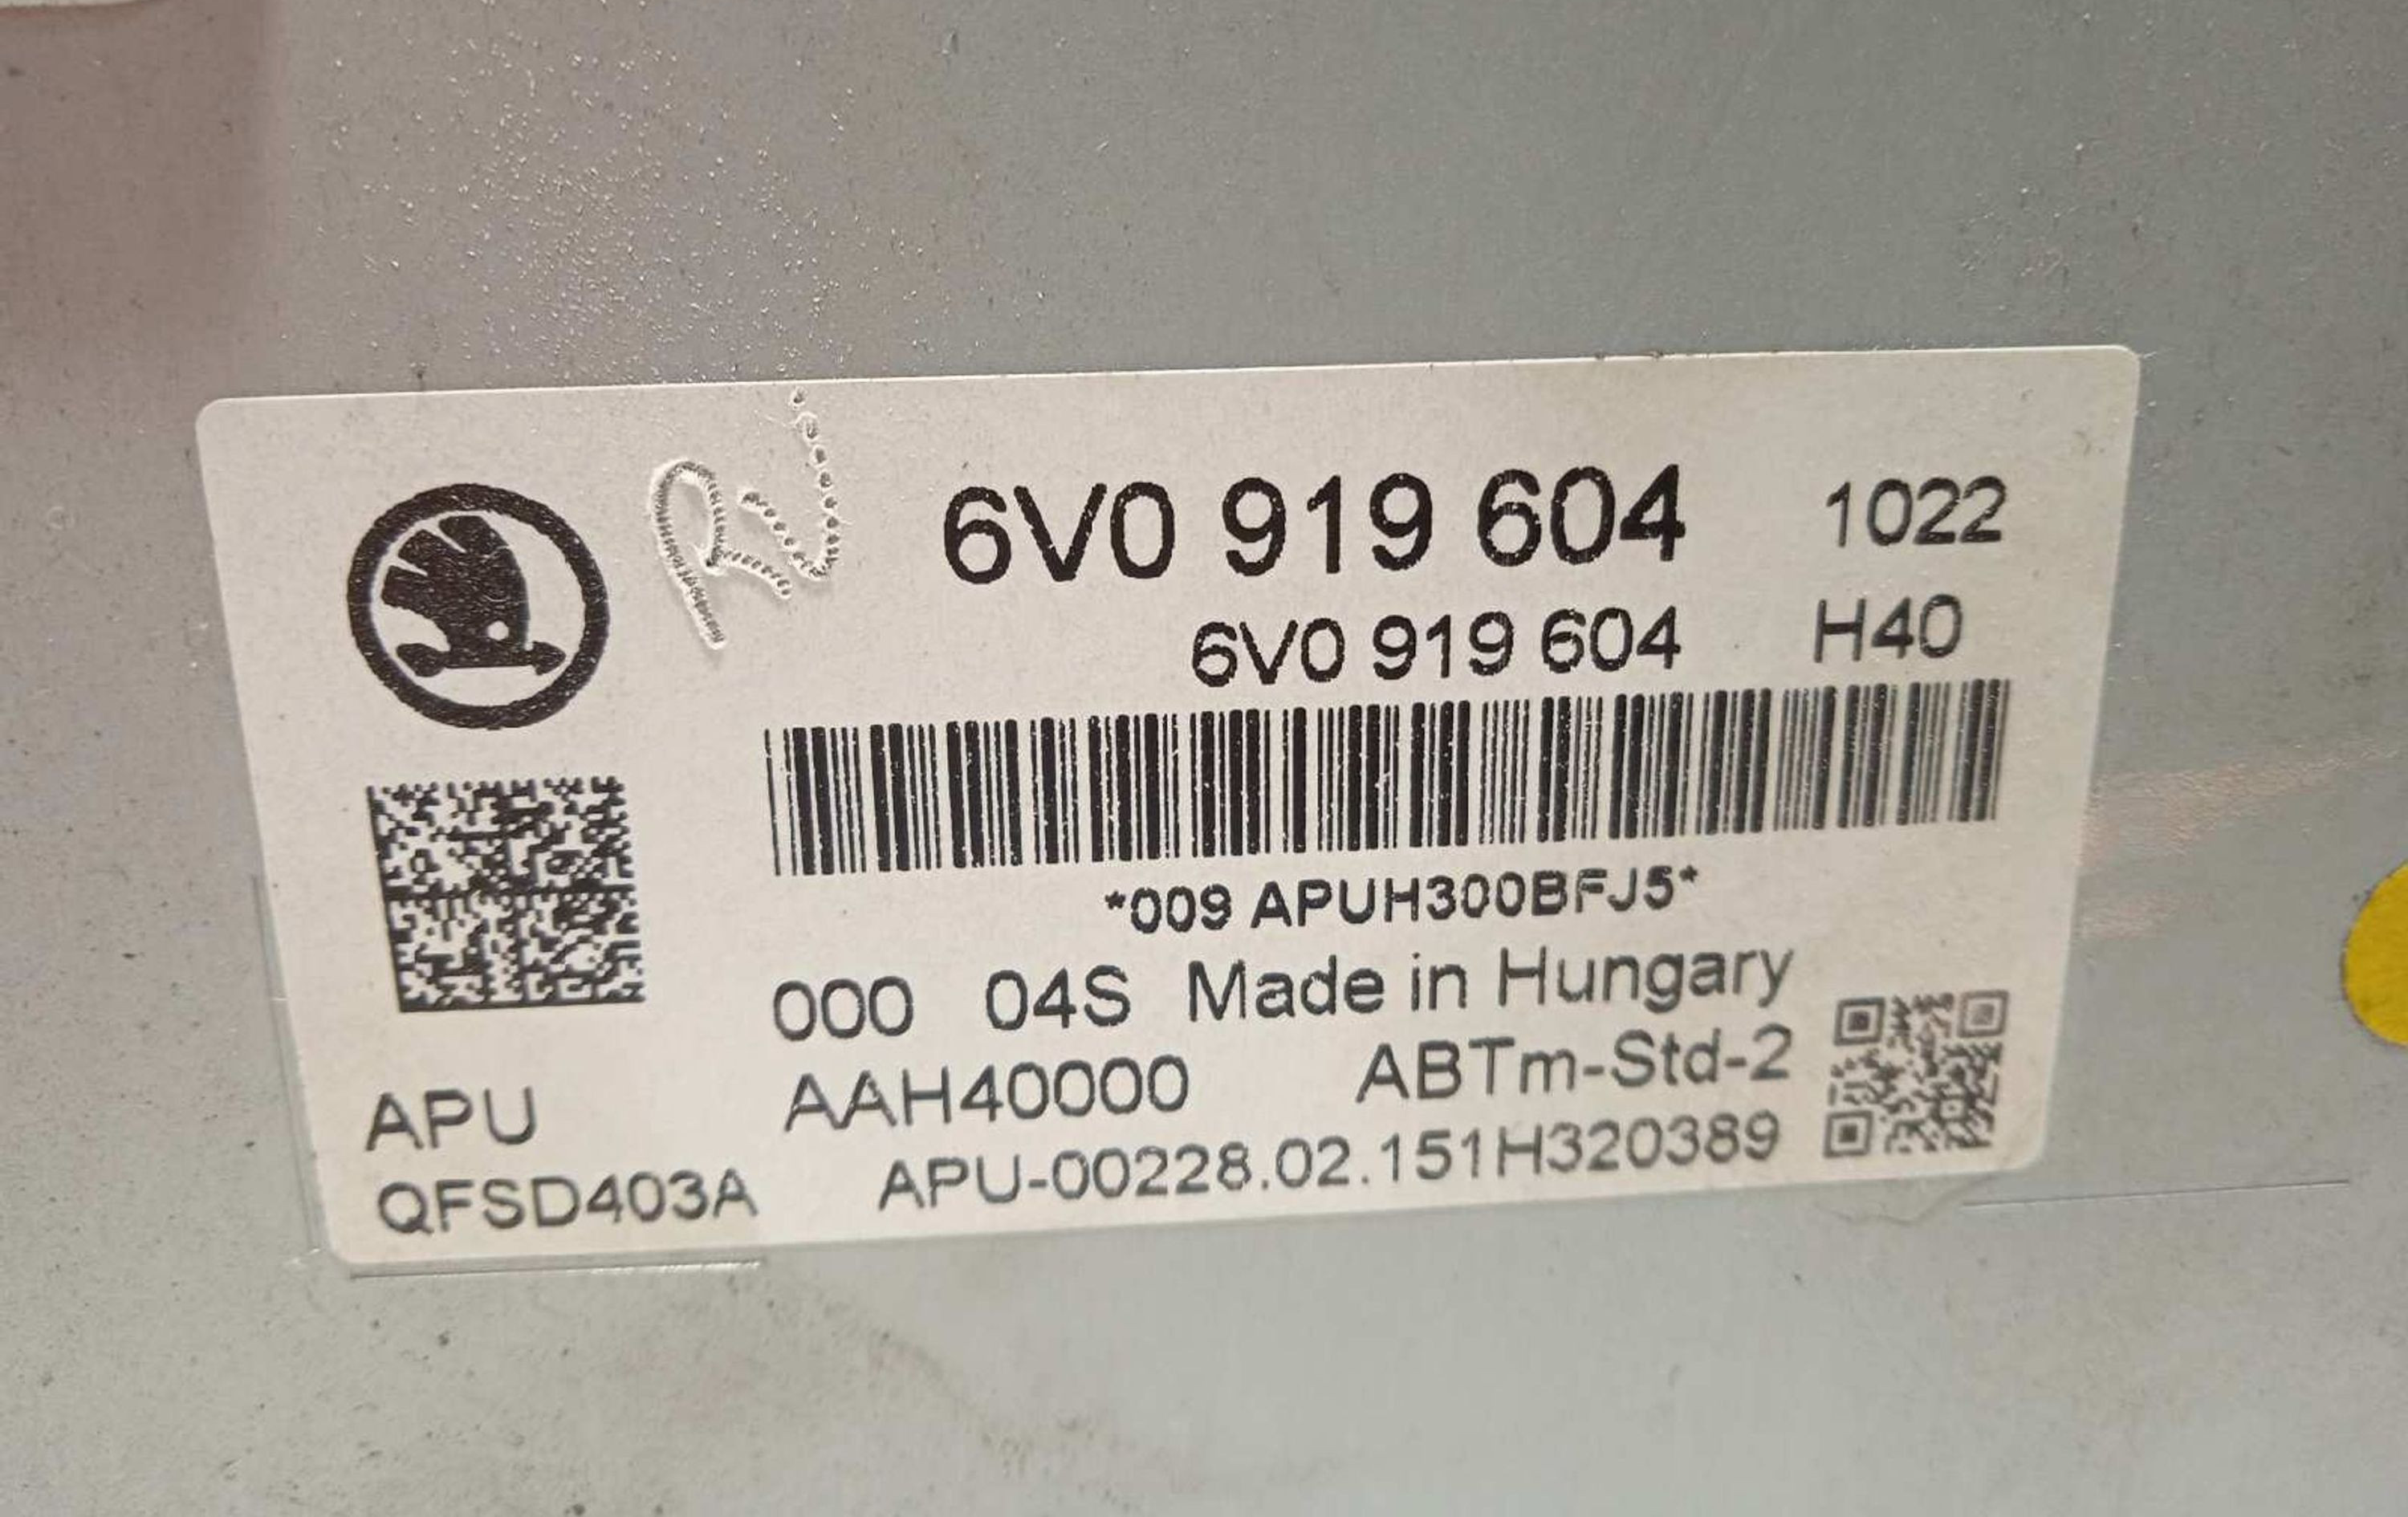 6V0 919 604 1022
6V0 919 604 H40
*009 APUH300BFJ5*
000 04S Made in Hungary
APU AAH40000 ABTm-Std-2
QFSD403A APU-00228.02.151H320389